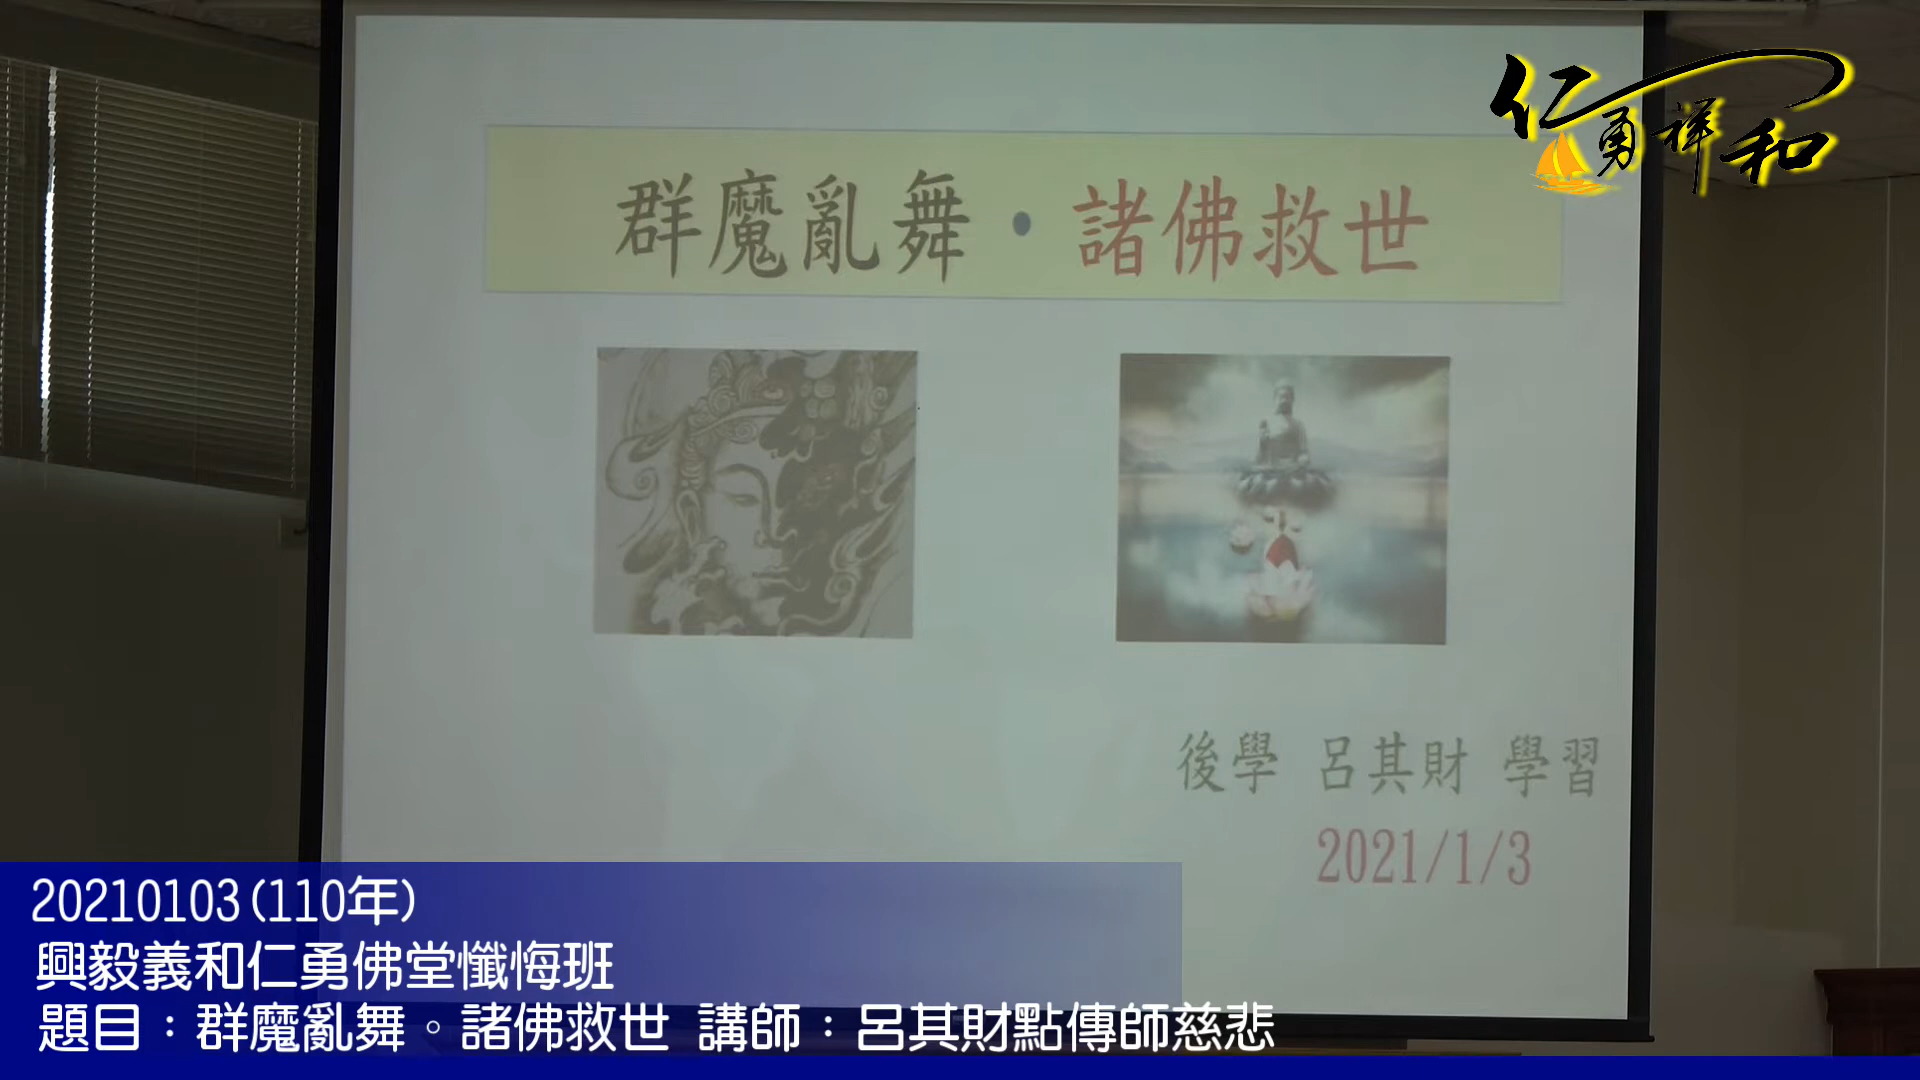 仁勇祥和
群魔亂舞・諸佛救世
後學 呂其財 學習
2021/1/3
20210103(110年)
興毅義和仁勇佛堂懺悔班
題目：群魔亂舞。諸佛救世 講師：呂其財點傳師慈悲